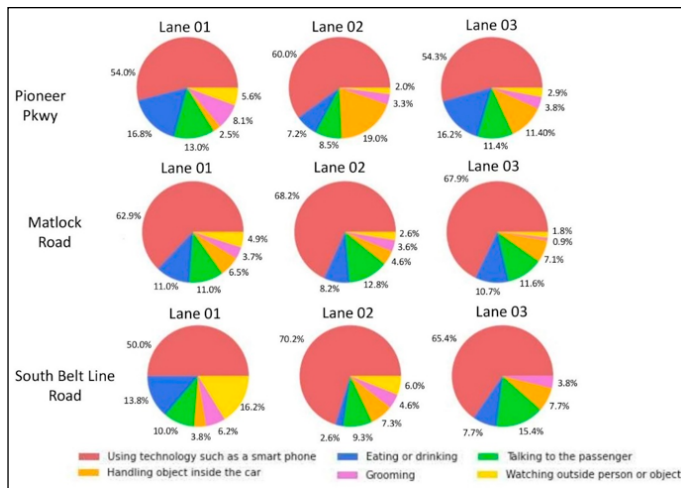 Lane 01
Lane 02
Lane 03
Pioneer
Pkwy
54.0%
5.6%
8.1%
2.5%
13.0%
16.8%
60.0%
2.0%
3.3%
19.0%
8.5%
7.2%
54.3%
2.9%
3.8%
11.40%
11.4%
16.2%
Lane 01
Lane 02
Lane 03
Matlock
Road
62.9%
4.9%
3.7%
6.5%
11.0%
11.0%
68.2%
2.6%
3.6%
4.6%
12.8%
8.2%
67.9%
1.8%
0.9%
7.1%
11.6%
10.7%
Lane 01
Lane 02
Lane 03
South Belt Line
Road
50.0%
16.2%
6.2%
3.8%
10.0%
13.8%
70.2%
6.0%
4.6%
7.3%
9.3%
2.6%
65.4%
3.8%
7.7%
15.4%
7.7%
Using technology such as a smart phone
Eating or drinking
Talking to the passenger
Handling object inside the car
Grooming
Watching outside person or object